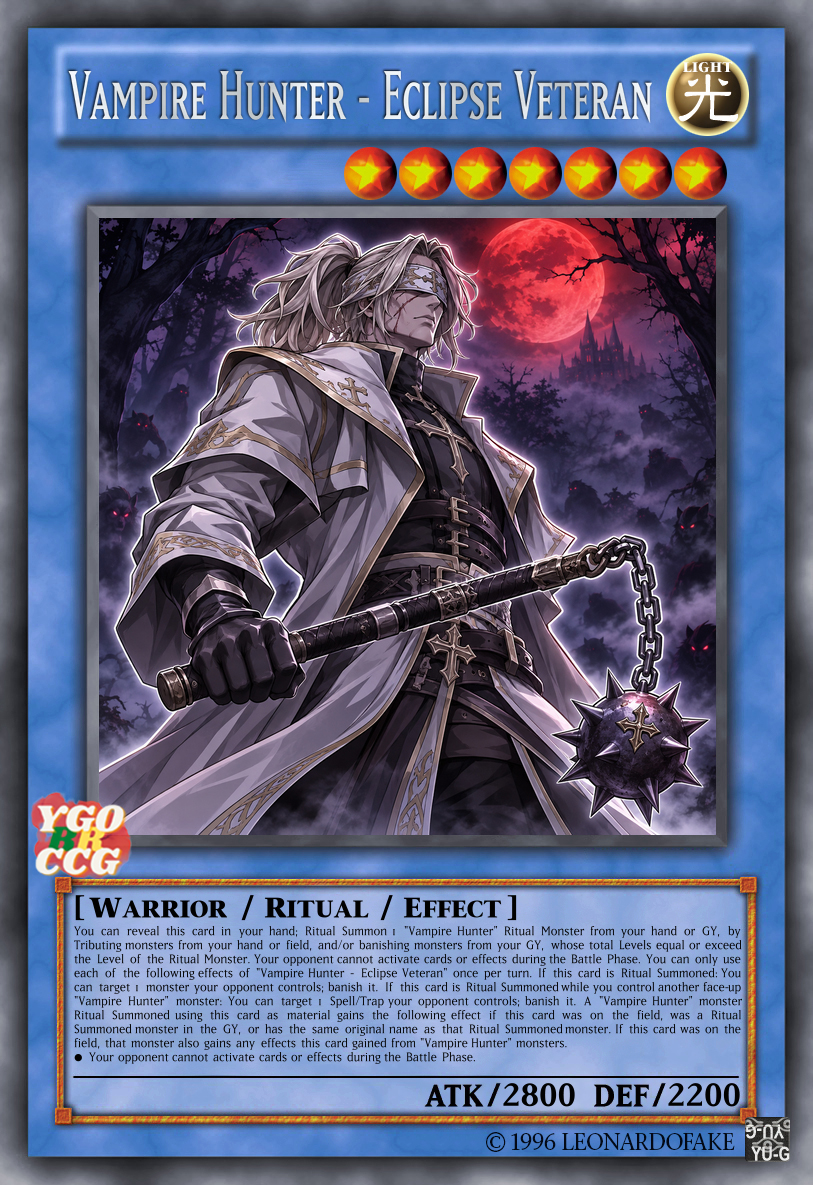 Vampire Hunter - Eclipse Veteran
LIGHT
光
YGO
RR
CCG
[ Warrior / Ritual / Effect ]
You can reveal this card in your hand; Ritual Summon 1 "Vampire Hunter" Ritual Monster from your hand or GY, by
Tributing monsters from your hand or field, and/or banishing monsters from your GY, whose total Levels equal or exceed
the Level of the Ritual Monster. Your opponent cannot activate cards or effects during the Battle Phase. You can only use
each of the following effects of "Vampire Hunter - Eclipse Veteran" once per turn. If this card is Ritual Summoned: You
can target 1 monster your opponent controls; banish it. If this card is Ritual Summoned while you control another face-up
"Vampire Hunter" monster: You can target 1 Spell/Trap your opponent controls; banish it. A "Vampire Hunter" monster
Ritual Summoned using this card as material gains the following effect if this card was on the field, was a Ritual
Summoned monster in the GY, or has the same original name as that Ritual Summoned monster. If this card was on the
field, that monster also gains any effects this card gained from "Vampire Hunter" monsters.
● Your opponent cannot activate cards or effects during the Battle Phase.
ATK/2800 DEF/2200
© 1996 LEONARDOFAKE
YU-G